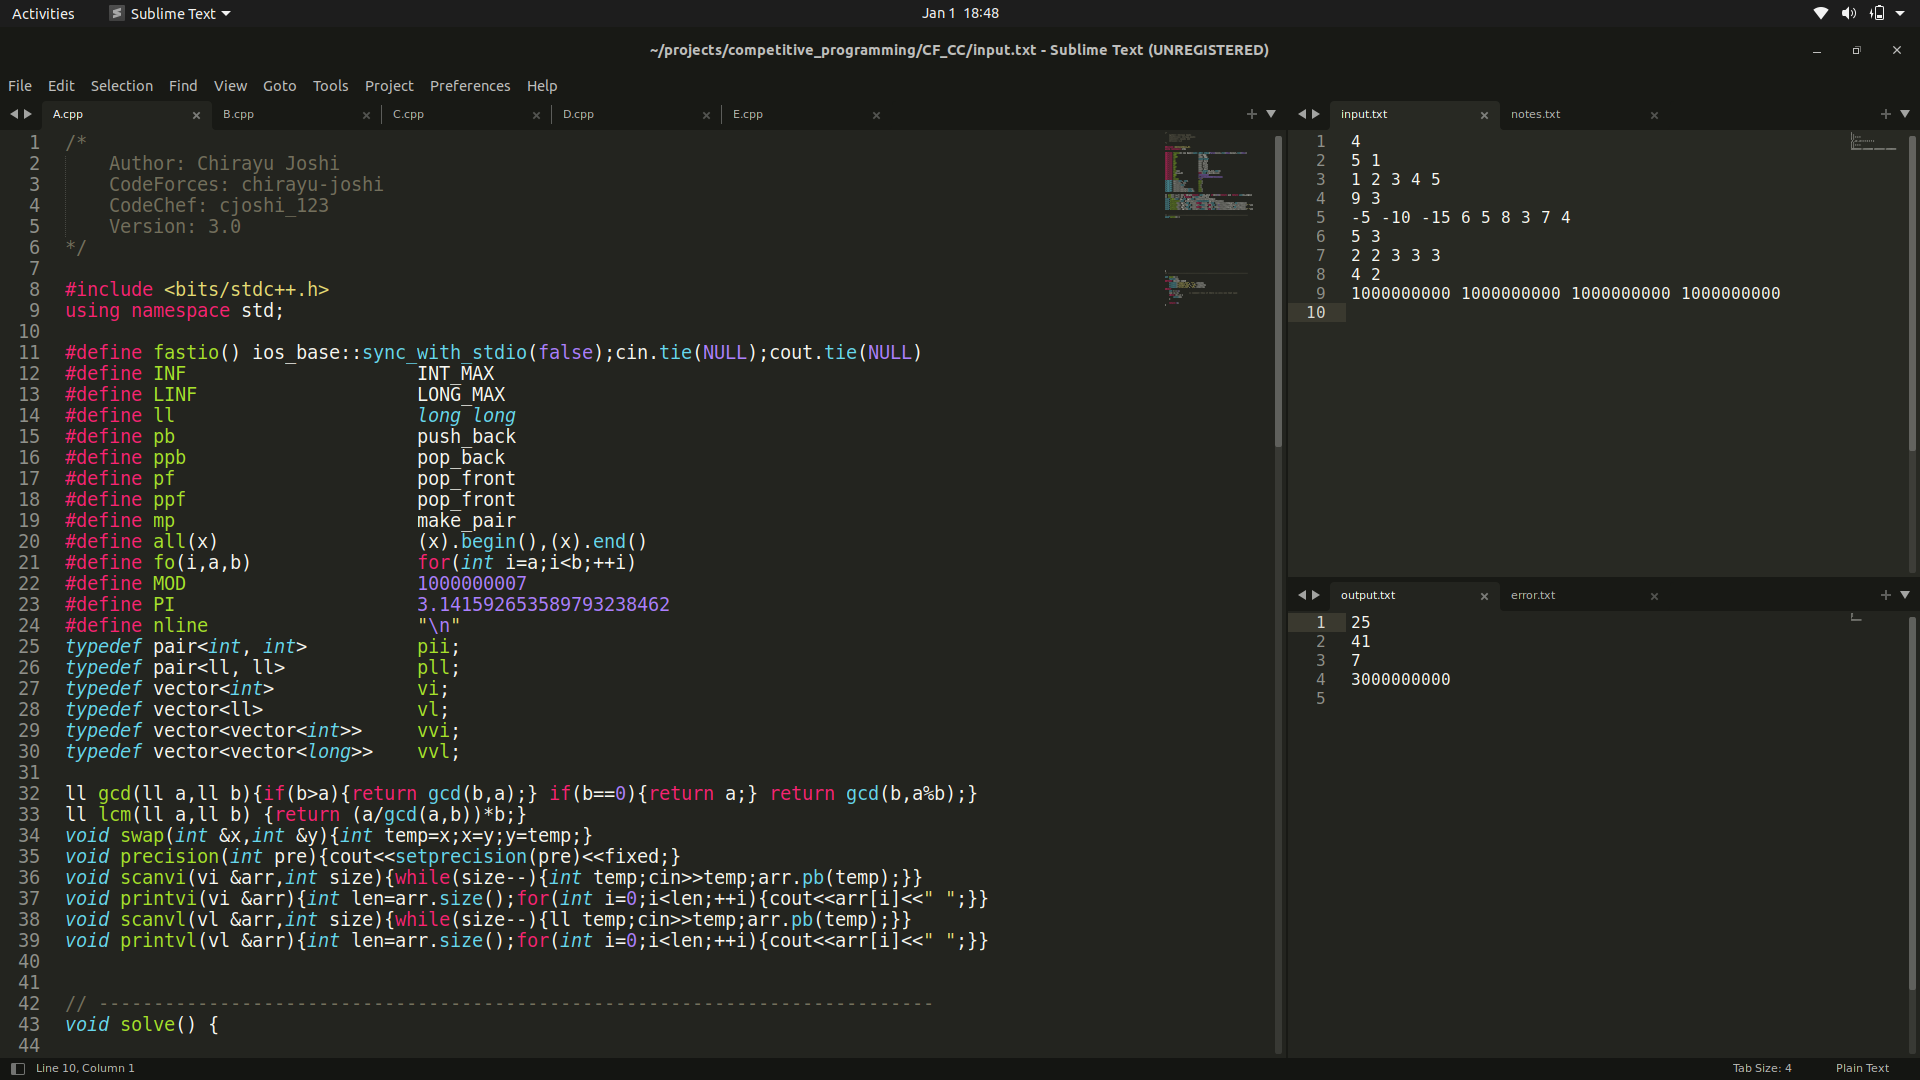 Activities Sublime Text Jan 1 18:48
~/projects/competitive_programming/CF_CC/input.txt - Sublime Text (UNREGISTERED)
File Edit Selection Find View Goto Tools Project Preferences Help
A.cpp B.cpp C.cpp D.cpp E.cpp
1 /*
2 Author: Chirayu Joshi
3 CodeForces: chirayu-joshi
4 CodeChef: cjoshi_123
5 Version: 3.0
6 */
7
8 #include <bits/stdc++.h>
9 using namespace std;
10
11 #define fastio() ios_base::sync_with_stdio(false);cin.tie(NULL);cout.tie(NULL)
12 #define INF INT_MAX
13 #define LINF LONG_MAX
14 #define ll long long
15 #define pb push_back
16 #define ppb pop_back
17 #define pf pop_front
18 #define ppf pop_front
19 #define mp make_pair
20 #define all(x) (x).begin(),(x).end()
21 #define fo(i,a,b) for(int i=a;i<b;++i)
22 #define MOD 1000000007
23 #define PI 3.141592653589793238462
24 #define nline "\n"
25 typedef pair<int, int> pii;
26 typedef pair<ll, ll> pll;
27 typedef vector<int> vi;
28 typedef vector<ll> vl;
29 typedef vector<vector<int>> vvi;
30 typedef vector<vector<long>> vvl;
31
32 ll gcd(ll a,ll b){if(b>a){return gcd(b,a);} if(b==0){return a;} return gcd(b,a%b);}
33 ll lcm(ll a,ll b) {return (a/gcd(a,b))*b;}
34 void swap(int &x,int &y){int temp=x;x=y;y=temp;}
35 void precision(int pre){cout<<setprecision(pre)<<fixed;}
36 void scanvi(vi &arr,int size){while(size--){int temp;cin>>temp;arr.pb(temp);}}
37 void printvi(vi &arr){int len=arr.size();for(int i=0;i<len;++i){cout<<arr[i]<<" ";}}
38 void scanvl(vl &arr,int size){while(size--){ll temp;cin>>temp;arr.pb(temp);}}
39 void printvl(vl &arr){int len=arr.size();for(int i=0;i<len;++i){cout<<arr[i]<<" ";}}
40
41
42 // ----------------------------------------------------------------------------
43 void solve() {
44
input.txt notes.txt
1 4
2 5 1
3 1 2 3 4 5
4 9 3
5 -5 -10 -15 6 5 8 3 7 4
6 5 3
7 2 2 3 3 3
8 4 2
9 1000000000 1000000000 1000000000 1000000000
10
output.txt error.txt
1 25
2 41
3 7
4 3000000000
5
Line 10, Column 1 Tab Size: 4 Plain Text